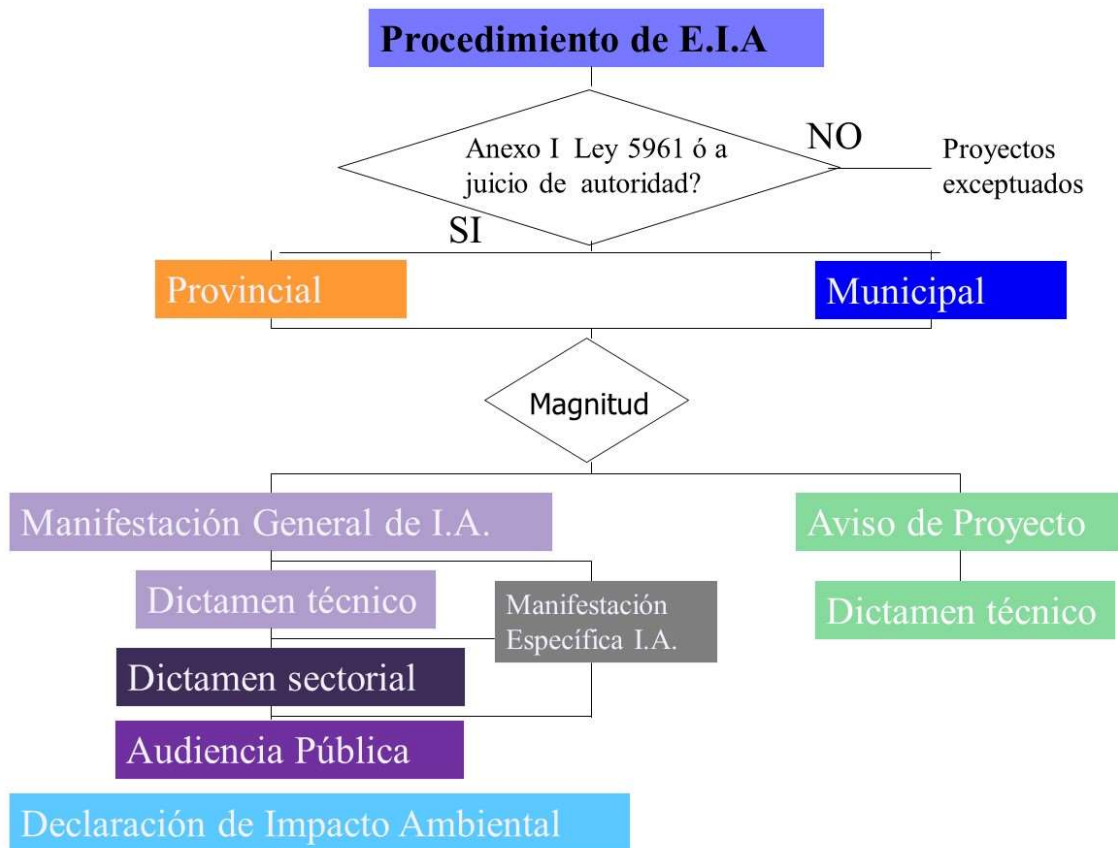 Procedimiento de E.I.A
Anexo I Ley 5961 ó a
juicio de autoridad?
NO
Proyectos
exceptuados
SI
Provincial
Municipal
Magnitud
Manifestación General de I.A.
Aviso de Proyecto
Dictamen técnico
Manifestación
Específica I.A.
Dictamen técnico
Dictamen sectorial
Audiencia Pública
Declaración de Impacto Ambiental